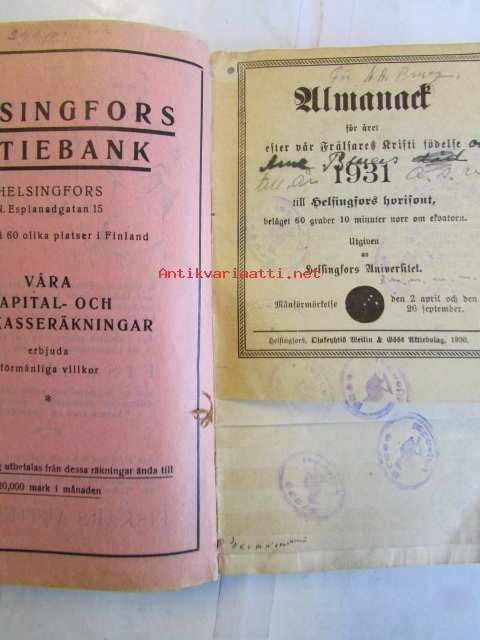 SINGFORS
TIEBANK
HELSINGFORS
N. Esplanadgatan 15
i 60 olika platser i Finland
VÅRA
APITAL- OCH
KASSERÄKNINGAR
erbjuda
förmånliga villkor
*
utbetalas från dessa räkningar ända till
20,000 mark i månaden
Almanack
för året
efter vår Frälsares Kristi födelse
1931
till Helsingfors horisont,
beläget 60 grader 10 minuter norr om ekvatorn.
Utgiven
av
Helsingfors Universitet.
Månförmörkelse den 2 april och den
26 september.
Helsingfors, Osakeyhtiö Weilin & Göös Aktiebolag, 1930.
Antikvariaatti.net